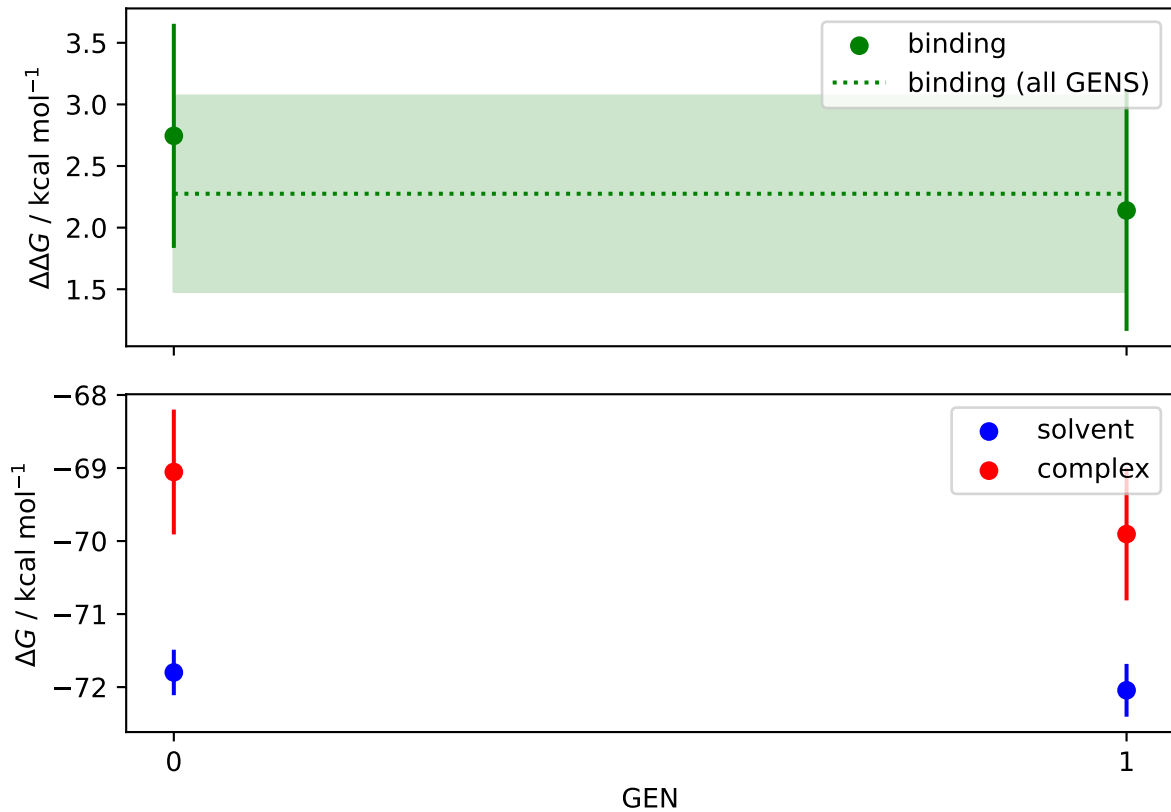 3.5
3.0
2.5
2.0
1.5
ΔΔG / kcal mol⁻¹
binding
binding (all GENS)
−68
−69
−70
−71
−72
ΔG / kcal mol⁻¹
solvent
complex
0
1
GEN